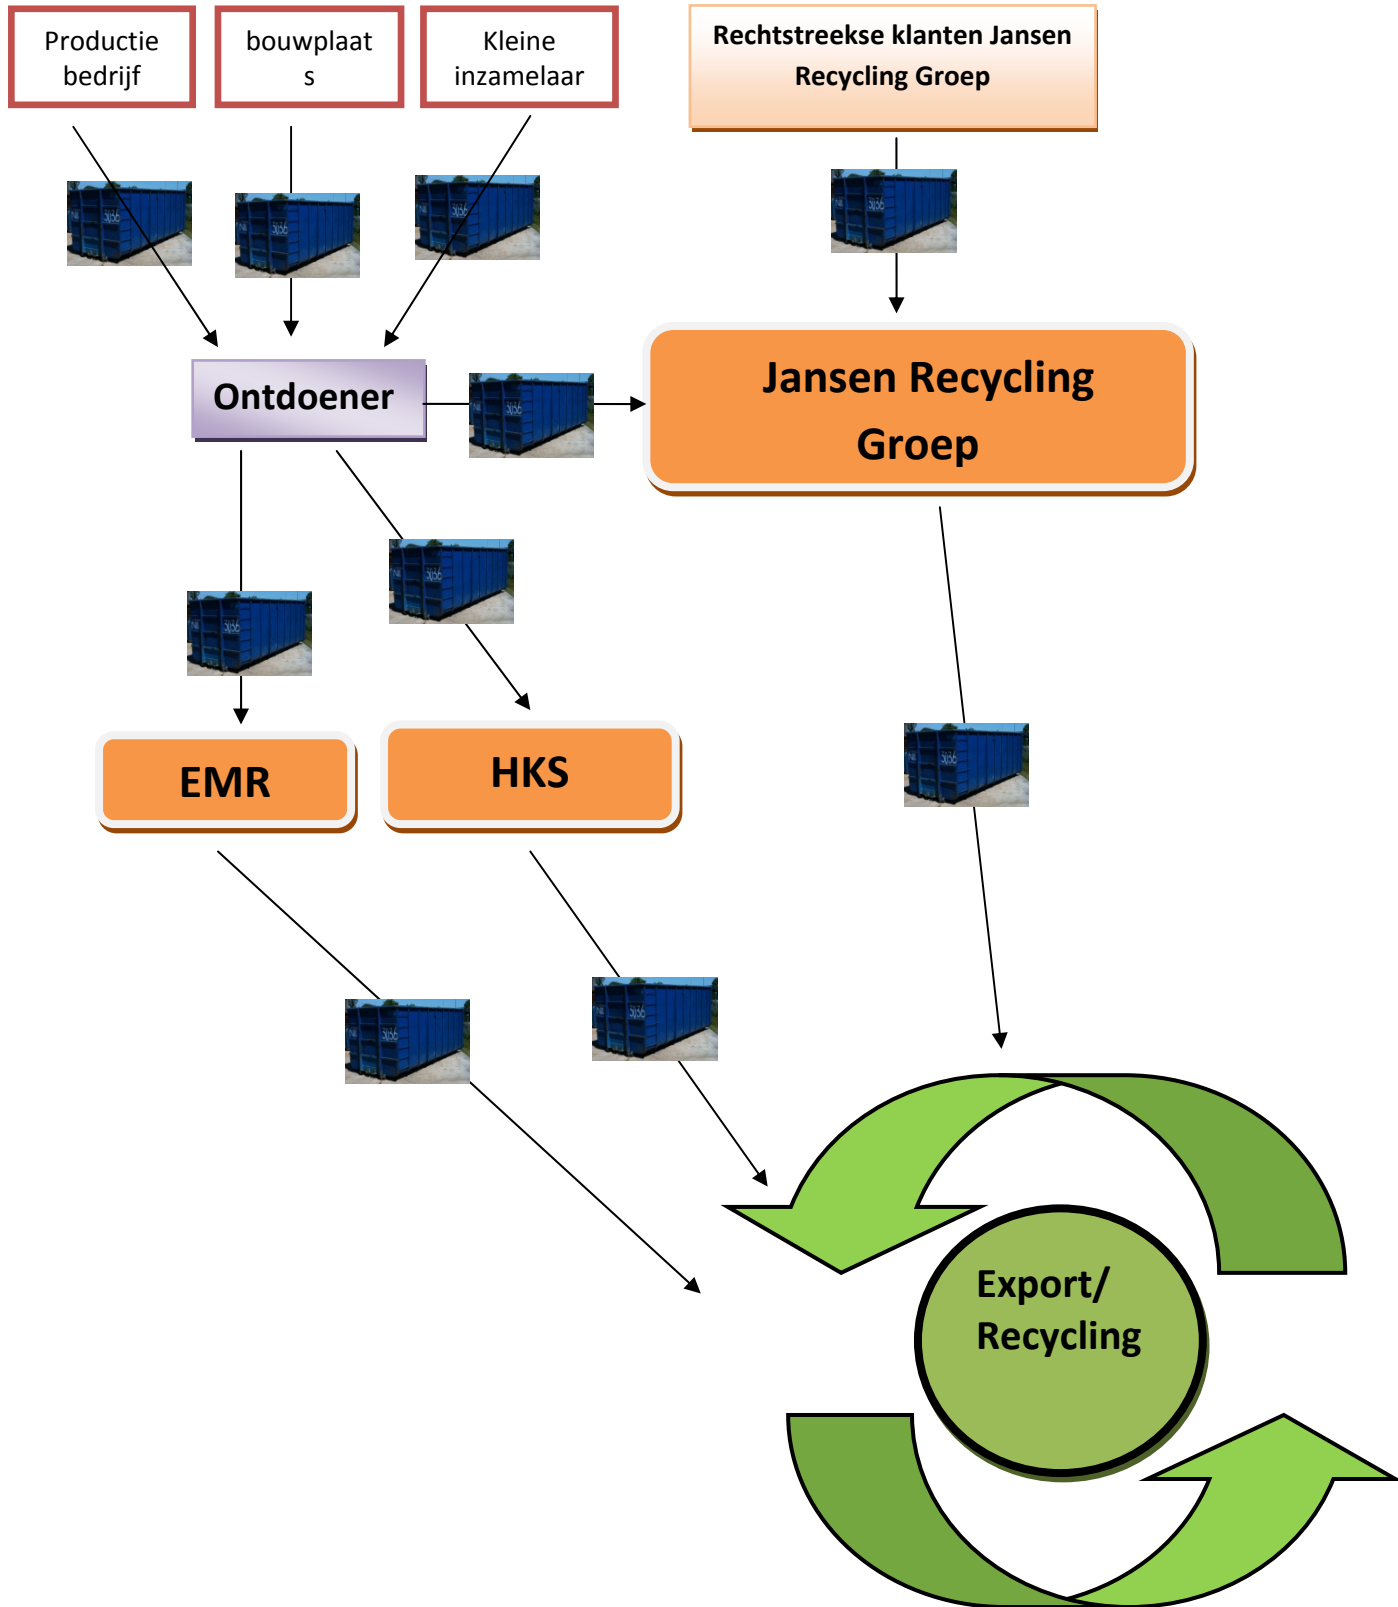 Productie
bedrijf
bouwplaat
s
Kleine
inzamelaar
Rechtstreekse klanten Jansen
Recycling Groep
Ontdoener
Jansen Recycling
Groep
EMR
HKS
Export/
Recycling